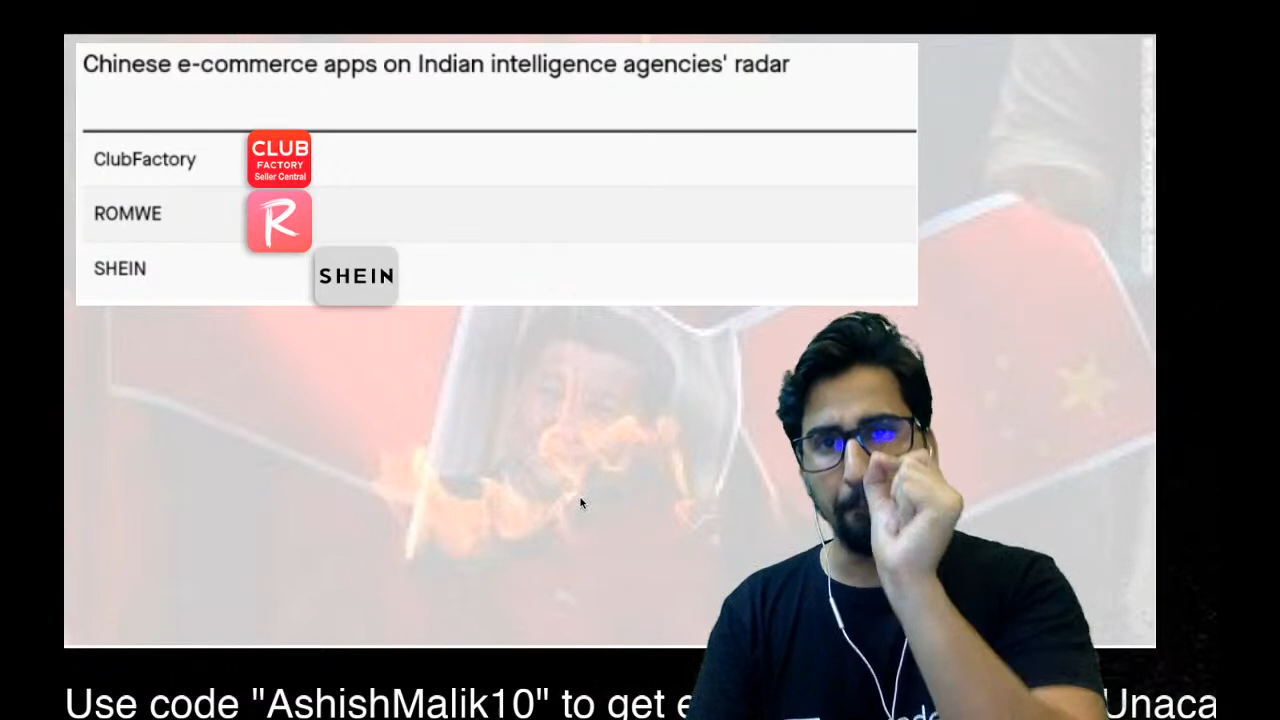 Chinese e-commerce apps on Indian intelligence agencies' radar
ClubFactory
CLUB
FACTORY
Seller Central
ROMWE
R
SHEIN
SHEIN
Use code "AshishMalik10" to get